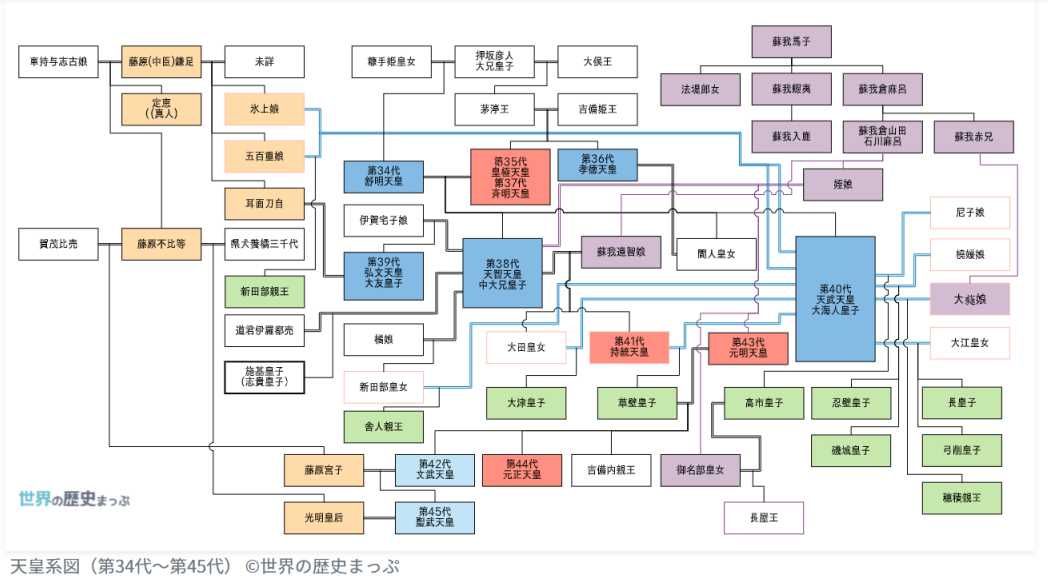 蘇我馬子
車持与志古娘
藤原(中臣)鎌足
未詳
糠手姫皇女
押坂彦人
大兄皇子
大俣王
定恵
((真人)
氷上娘
茅渟王
吉備姫王
法堤郎女
蘇我蝦夷
蘇我倉麻呂
五百重娘
第34代
舒明天皇
第35代
皇極天皇
第37代
斉明天皇
第36代
孝徳天皇
蘇我入鹿
蘇我倉山田
石川麻呂
蘇我赤兄
耳面刀自
姪娘
伊賀宅子娘
尼子娘
賀茂比売
藤原不比等
県犬養橘三千代
第39代
弘文天皇
大友皇子
第38代
天智天皇
中大兄皇子
蘇我遠智娘
間人皇女
第40代
天武天皇
大海人皇子
橡媛娘
新田部親王
大蕤娘
道君伊羅都売
橘娘
大田皇女
第41代
持統天皇
第43代
元明天皇
大江皇女
施基皇子
(志貴皇子)
新田部皇女
大津皇子
草壁皇子
高市皇子
忍壁皇子
長皇子
舎人親王
磯城皇子
弓削皇子
藤原宮子
第42代
文武天皇
第44代
元正天皇
吉備内親王
御名部皇女
穂積親王
世界の歴史まっぷ
光明皇后
第45代
聖武天皇
長屋王
天皇系図(第34代〜第45代) ©世界の歴史まっぷ